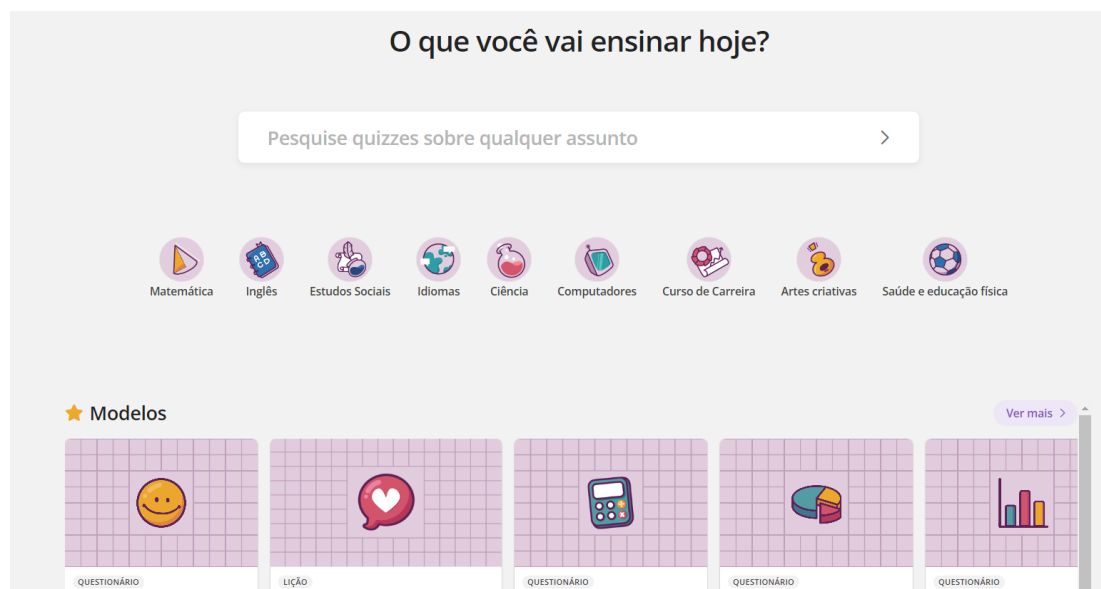 O que você vai ensinar hoje?
Pesquise quizzes sobre qualquer assunto
A B C D
Matemática Inglês Estudos Sociais Idiomas Ciência Computadores Curso de Carreira Artes criativas Saúde e educação física
Modelos Ver mais
QUESTIONÁRIO LIÇÃO QUESTIONÁRIO QUESTIONÁRIO QUESTIONÁRIO